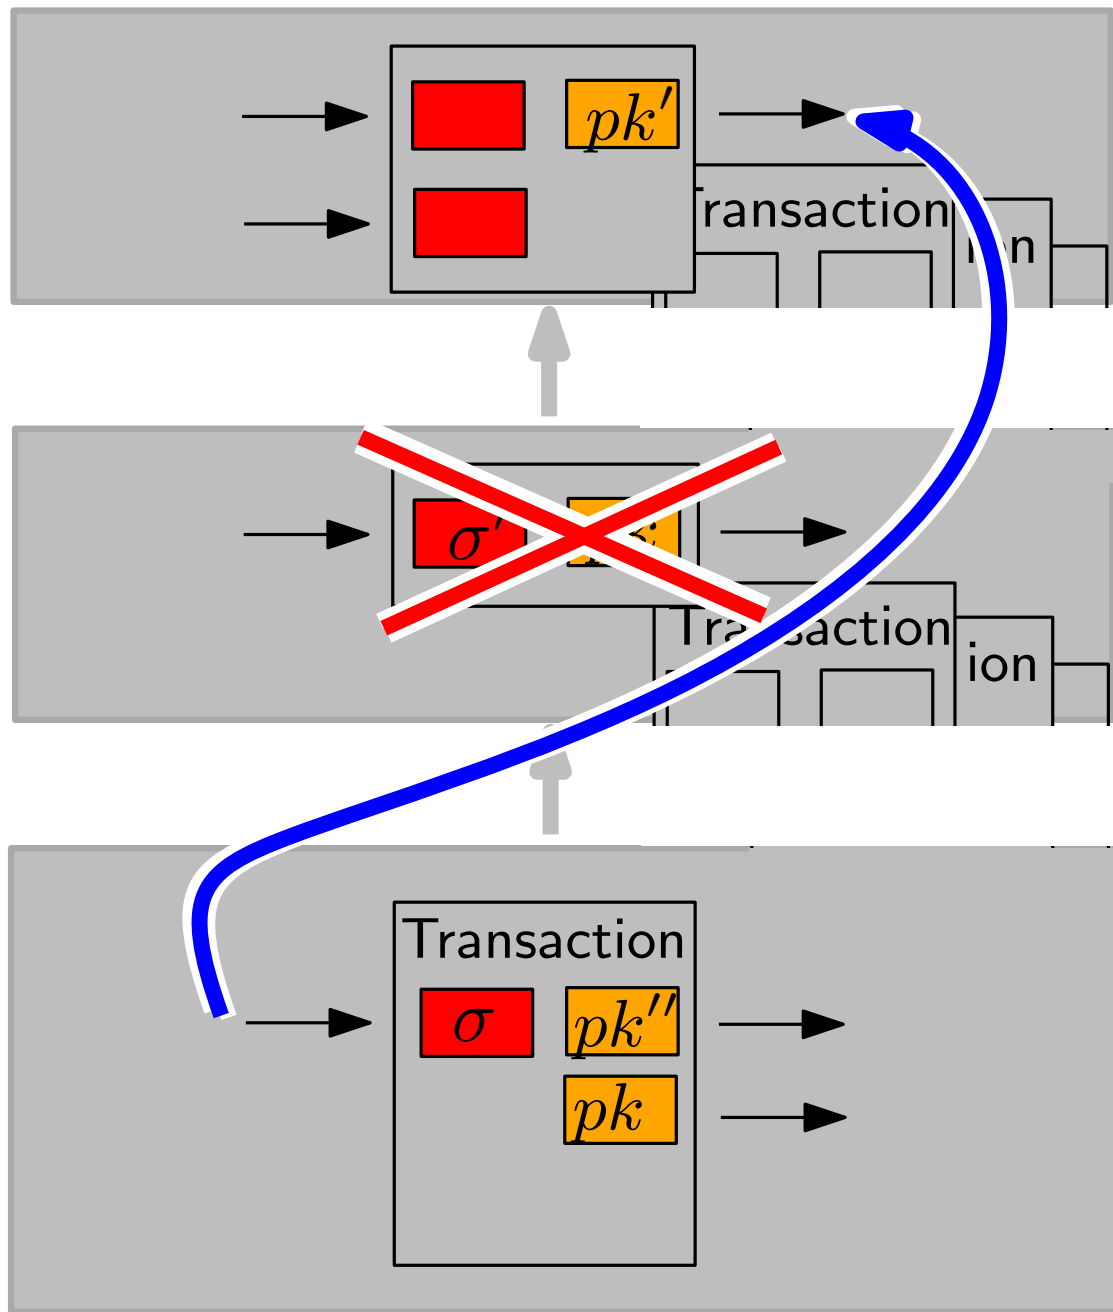 pk′
Transaction
σ′
Transaction
ion
Transaction
σ
pk″
pk